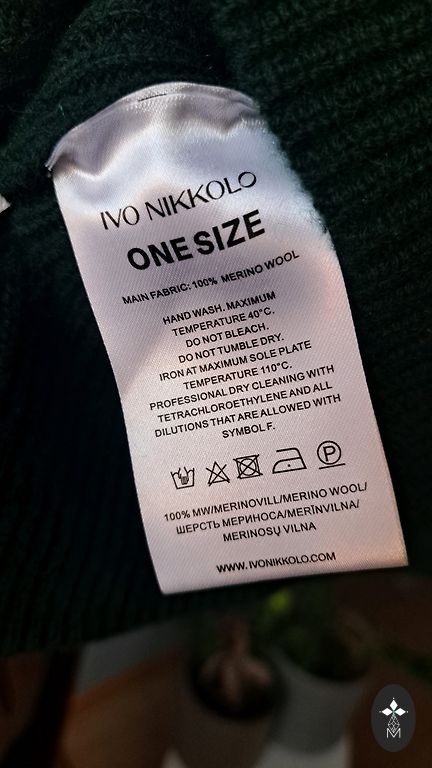 IVO NIKKOLO
ONE SIZE
MAIN FABRIC: 100% MERINO WOOL
HAND WASH. MAXIMUM
TEMPERATURE 40°C.
DO NOT BLEACH.
DO NOT TUMBLE DRY.
IRON AT MAXIMUM SOLE PLATE
TEMPERATURE 110°C.
PROFESSIONAL DRY CLEANING WITH
TETRACHLOROETHYLENE AND ALL
DILUTIONS THAT ARE ALLOWED WITH
SYMBOL F.
P
100% MW/MERINOVILL/MERINO WOOL/
ШЕРСТЬ МЕРИНОСА/MERĪNVILNA/
MERINOSŲ VILNA
WWW.IVONIKKOLO.COM
M